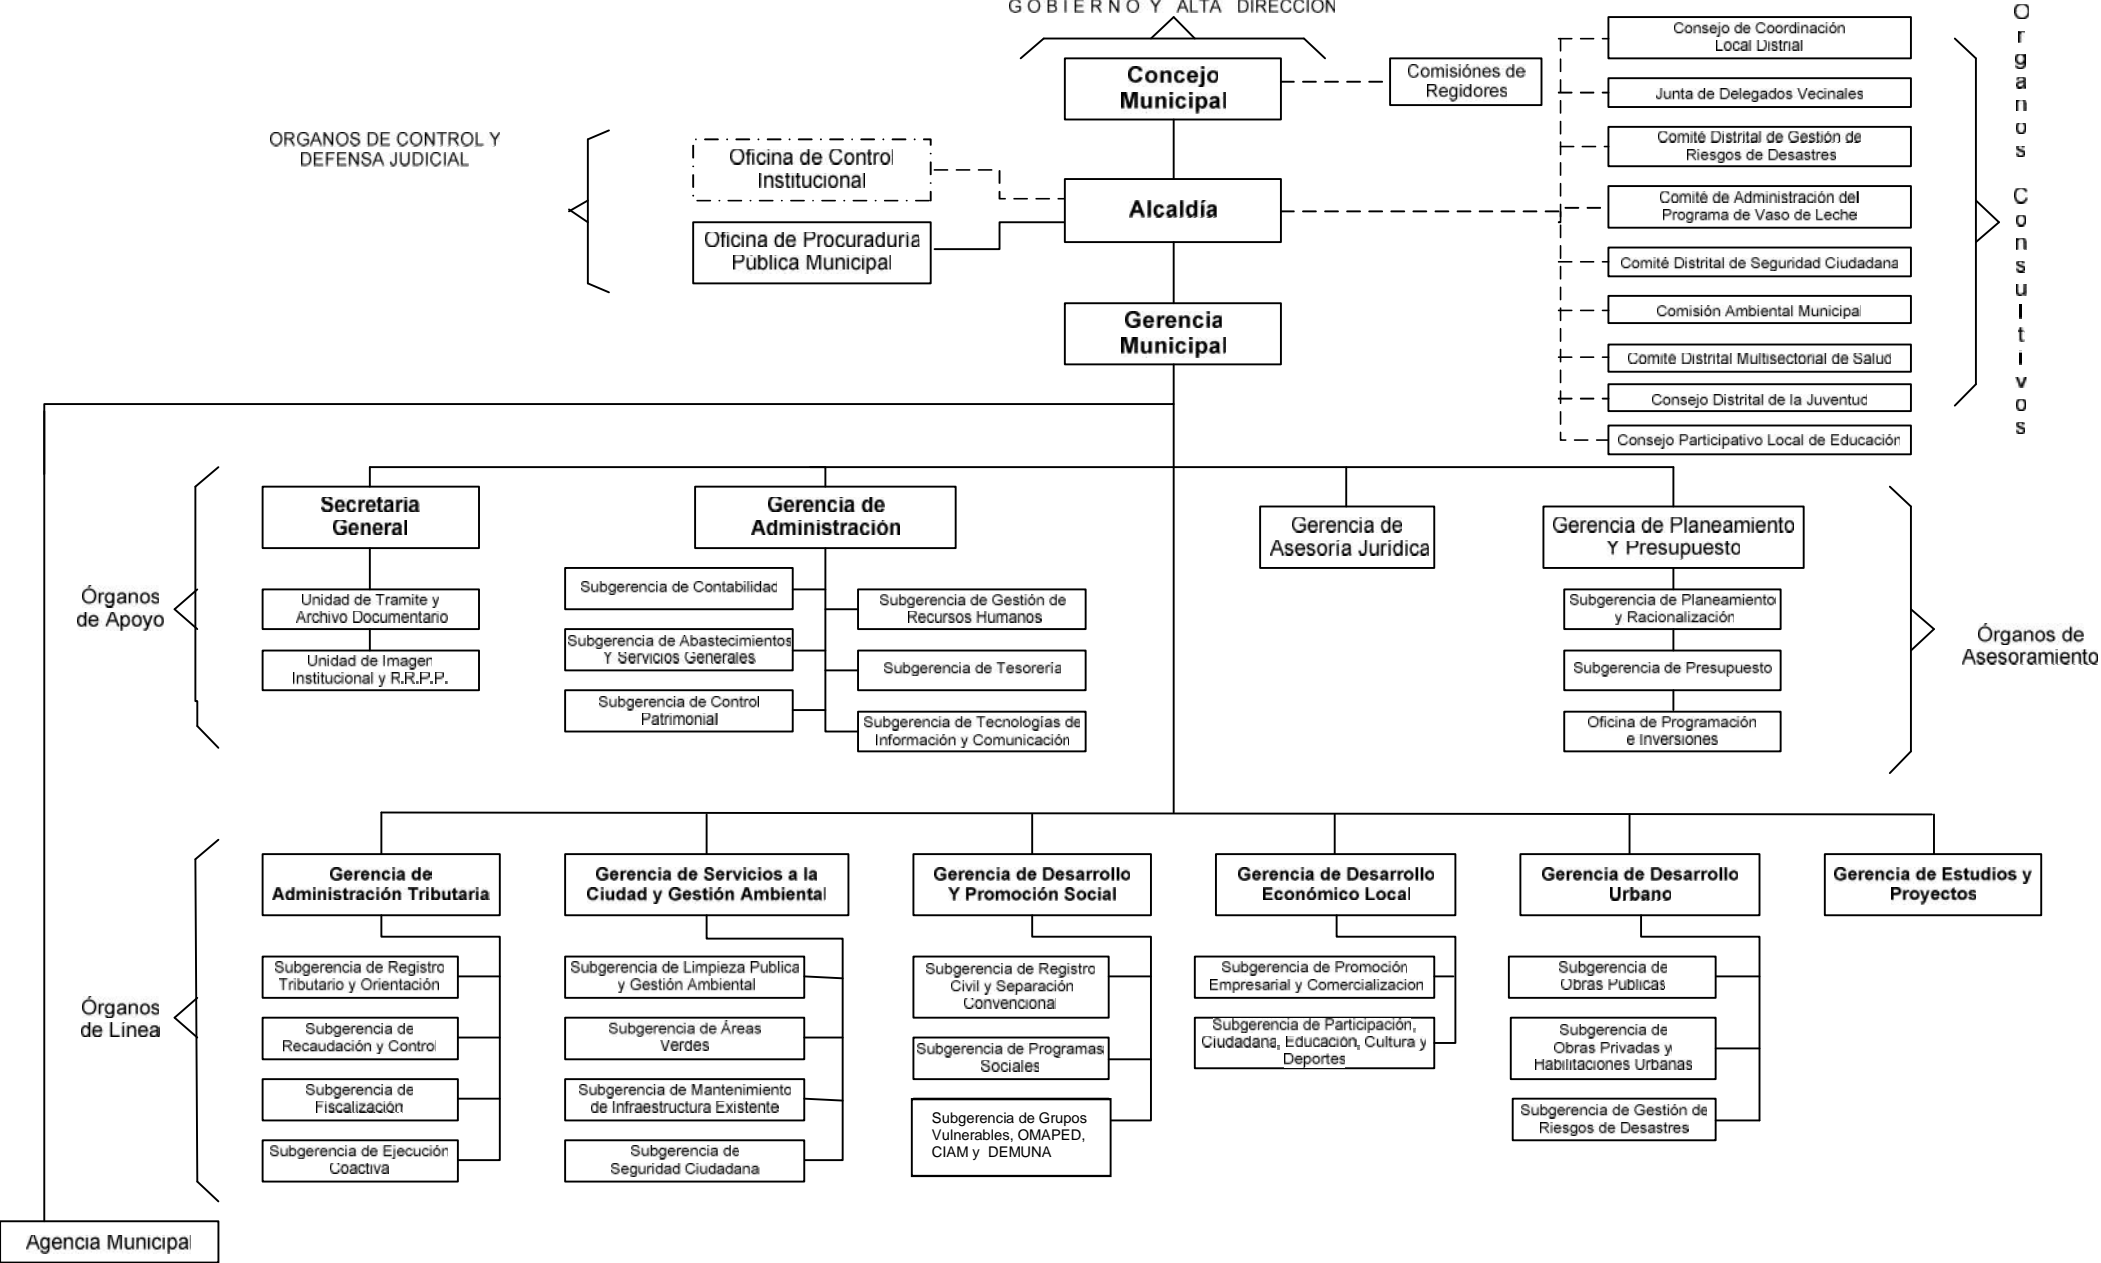 GOBIERNO Y ALTA DIRECCION
Concejo
Municipal
Comisiónes de
Regidores
Consejo de Coordinación
Local Distrial
Junta de Delegados Vecinales
Comité Distrital de Gestión de
Riesgos de Desastres
Comité de Administración del
Programa de Vaso de Leche
Comité Distrital de Seguridad Ciudadana
Comisión Ambiental Municipal
Comité Distrital Multisectorial de Salud
Consejo Distrital de la Juventud
Consejo Participativo Local de Educación
Organos Consultivos
ORGANOS DE CONTROL Y
DEFENSA JUDICIAL
Oficina de Control
Institucional
Oficina de Procuraduria
Pública Municipal
Alcaldía
Gerencia
Municipal
Órganos
de Apoyo
Secretaria
General
Unidad de Tramite y
Archivo Documentario
Unidad de Imagen
Institucional y R.R.P.P.
Gerencia de
Administración
Subgerencia de Contabilidad
Subgerencia de Gestión de
Recursos Humanos
Subgerencia de Abastecimientos
Y Servicios Generales
Subgerencia de Tesoreria
Subgerencia de Control
Patrimonial
Subgerencia de Tecnologías de
Información y Comunicación
Gerencia de
Asesoria Juridica
Gerencia de Planeamiento
Y Presupuesto
Subgerencia de Planeamiento
y Racionalización
Subgerencia de Presupuesto
Oficina de Programación
e Inversiones
Órganos de
Asesoramiento
Órganos
de Linea
Gerencia de
Administración Tributaria
Subgerencia de Registro
Tributario y Orientación
Subgerencia de
Recaudación y Control
Subgerencia de
Fiscalización
Subgerencia de Ejecución
Coactiva
Gerencia de Servicios a la
Ciudad y Gestión Ambiental
Subgerencia de Limpieza Publica
y Gestión Ambiental
Subgerencia de Áreas
Verdes
Subgerencia de Mantenimiento
de Infraestructura Existente
Subgerencia de
Seguridad Ciudadana
Gerencia de Desarrollo
Y Promoción Social
Subgerencia de Registro
Civil y Separación
Convencional
Subgerencia de Programas
Sociales
Subgerencia de Grupos
Vulnerables, OMAPED,
CIAM y DEMUNA
Gerencia de Desarrollo
Económico Local
Subgerencia de Promoción
Empresarial y Comercializacion
Subgerencia de Participación,
Ciudadana, Educación, Cultura y
Deportes
Gerencia de Desarrollo
Urbano
Subgerencia de
Obras Publicas
Subgerencia de
Obras Privadas y
Habilitaciones Urbanas
Subgerencia de Gestión de
Riesgos de Desastres
Gerencia de Estudios y
Proyectos
Agencia Municipal